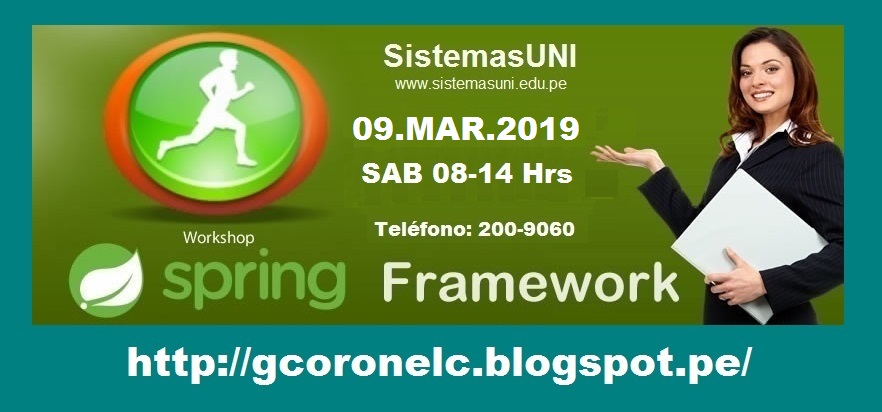 SistemasUNI
www.sistemasuni.edu.pe
09.MAR.2019
SAB 08-14 Hrs
Teléfono: 200-9060
Workshop
spring Framework
http://gcoronelc.blogspot.pe/